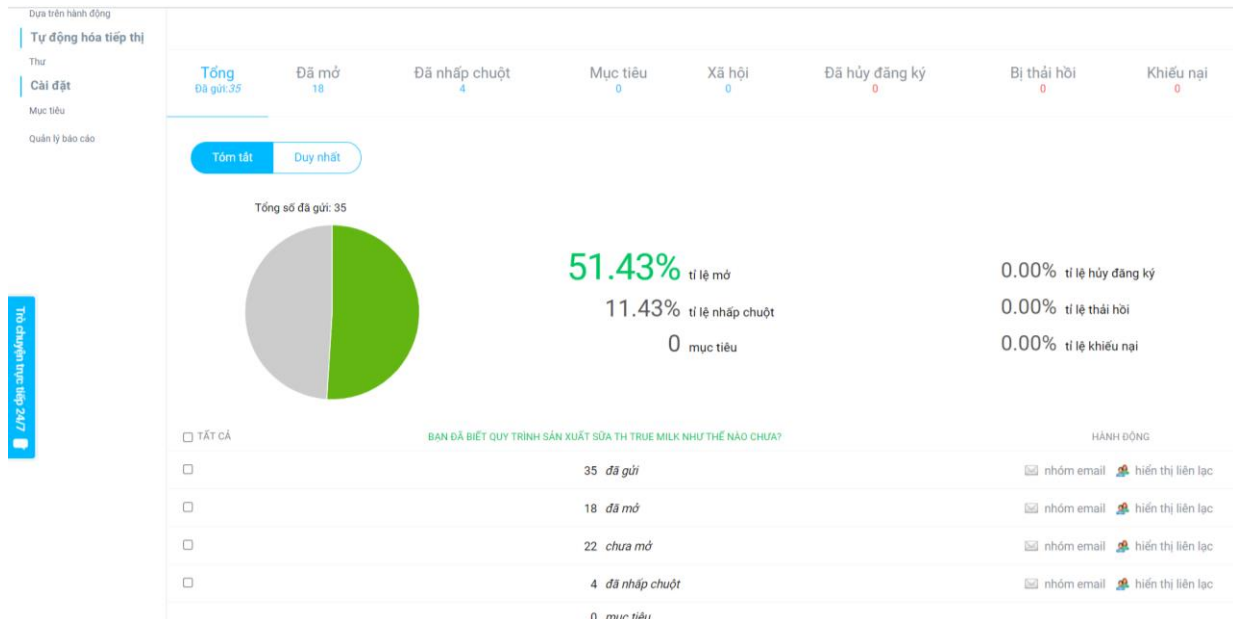 Dựa trên hành động
Tự động hóa tiếp thị
Thư
Cài đặt
Mục tiêu
Quản lý báo cáo
Trò chuyện trực tiếp 24/7
Tổng
Đã gửi:35
Đã mở
18
Đã nhấp chuột
4
Mục tiêu
0
Xã hội
0
Đã hủy đăng ký
0
Bị thải hồi
0
Khiếu nại
0
Tóm tắt Duy nhất
Tổng số đã gửi: 35
51.43% tỉ lệ mở
11.43% tỉ lệ nhấp chuột
0 mục tiêu
0.00% tỉ lệ hủy đăng ký
0.00% tỉ lệ thải hồi
0.00% tỉ lệ khiếu nại
TẤT CẢ BẠN ĐÃ BIẾT QUY TRÌNH SẢN XUẤT SỮA TH TRUE MILK NHƯ THẾ NÀO CHƯA? HÀNH ĐỘNG
35 đã gửi nhóm email hiển thị liên lạc
18 đã mở nhóm email hiển thị liên lạc
22 chưa mở nhóm email hiển thị liên lạc
4 đã nhấp chuột nhóm email hiển thị liên lạc
0 mục tiêu